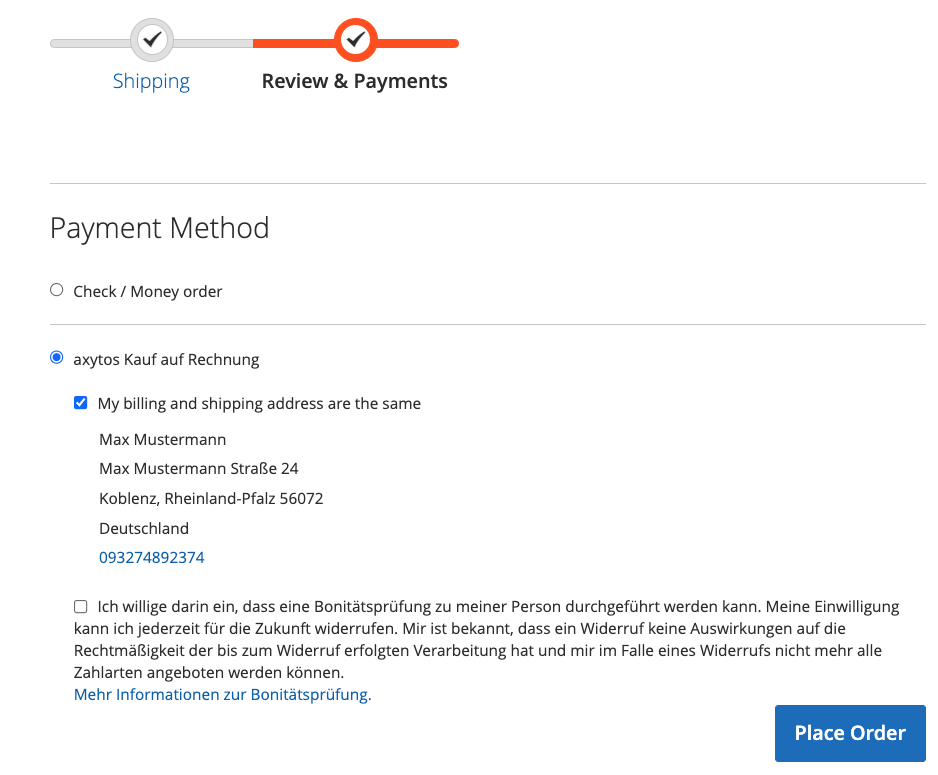 Shipping
Review & Payments
Payment Method
Check / Money order
axytos Kauf auf Rechnung
My billing and shipping address are the same
Max Mustermann
Max Mustermann Straße 24
Koblenz, Rheinland-Pfalz 56072
Deutschland
093274892374
Ich willige darin ein, dass eine Bonitätsprüfung zu meiner Person durchgeführt werden kann. Meine Einwilligung
kann ich jederzeit für die Zukunft widerrufen. Mir ist bekannt, dass ein Widerruf keine Auswirkungen auf die
Rechtmäßigkeit der bis zum Widerruf erfolgten Verarbeitung hat und mir im Falle eines Widerrufs nicht mehr alle
Zahlarten angeboten werden können.
Mehr Informationen zur Bonitätsprüfung.
Place Order